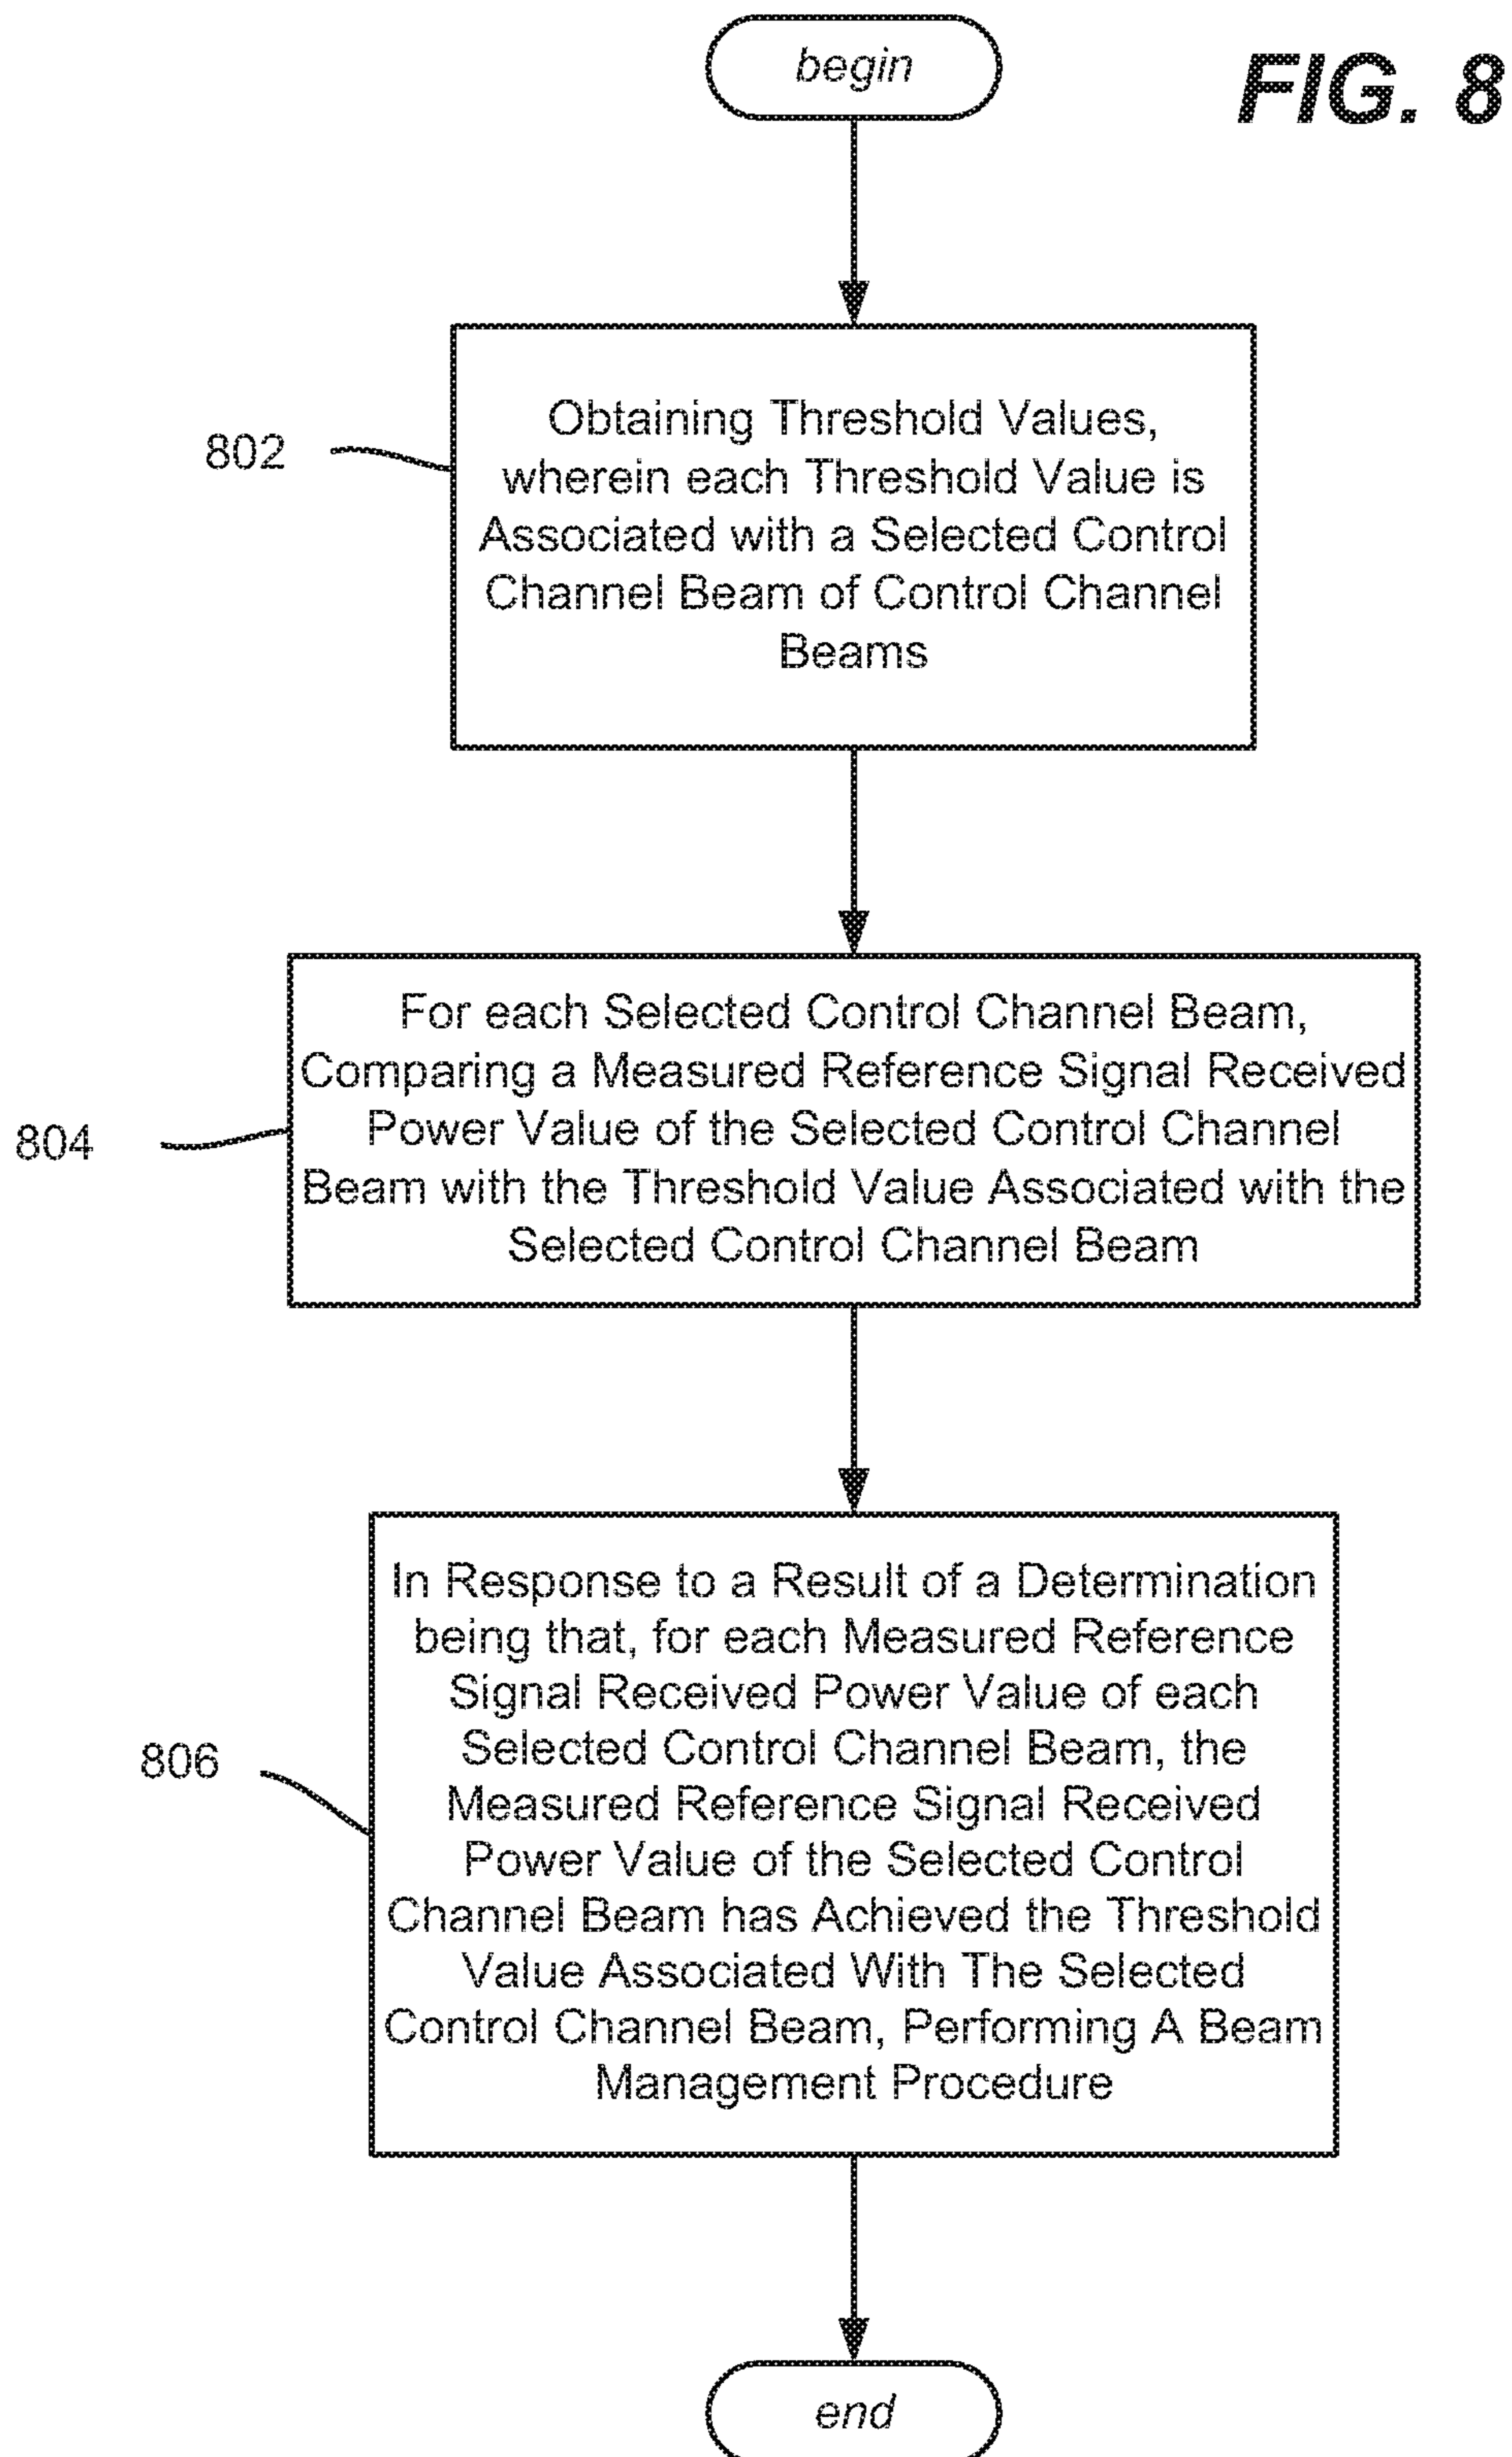 begin
FIG. 8
802
Obtaining Threshold Values,
wherein each Threshold Value is
Associated with a Selected Control
Channel Beam of Control Channel
Beams
804
For each Selected Control Channel Beam,
Comparing a Measured Reference Signal Received
Power Value of the Selected Control Channel
Beam with the Threshold Value Associated with the
Selected Control Channel Beam
806
In Response to a Result of a Determination
being that, for each Measured Reference
Signal Received Power Value of each
Selected Control Channel Beam, the
Measured Reference Signal Received
Power Value of the Selected Control
Channel Beam has Achieved the Threshold
Value Associated With The Selected
Control Channel Beam, Performing A Beam
Management Procedure
end